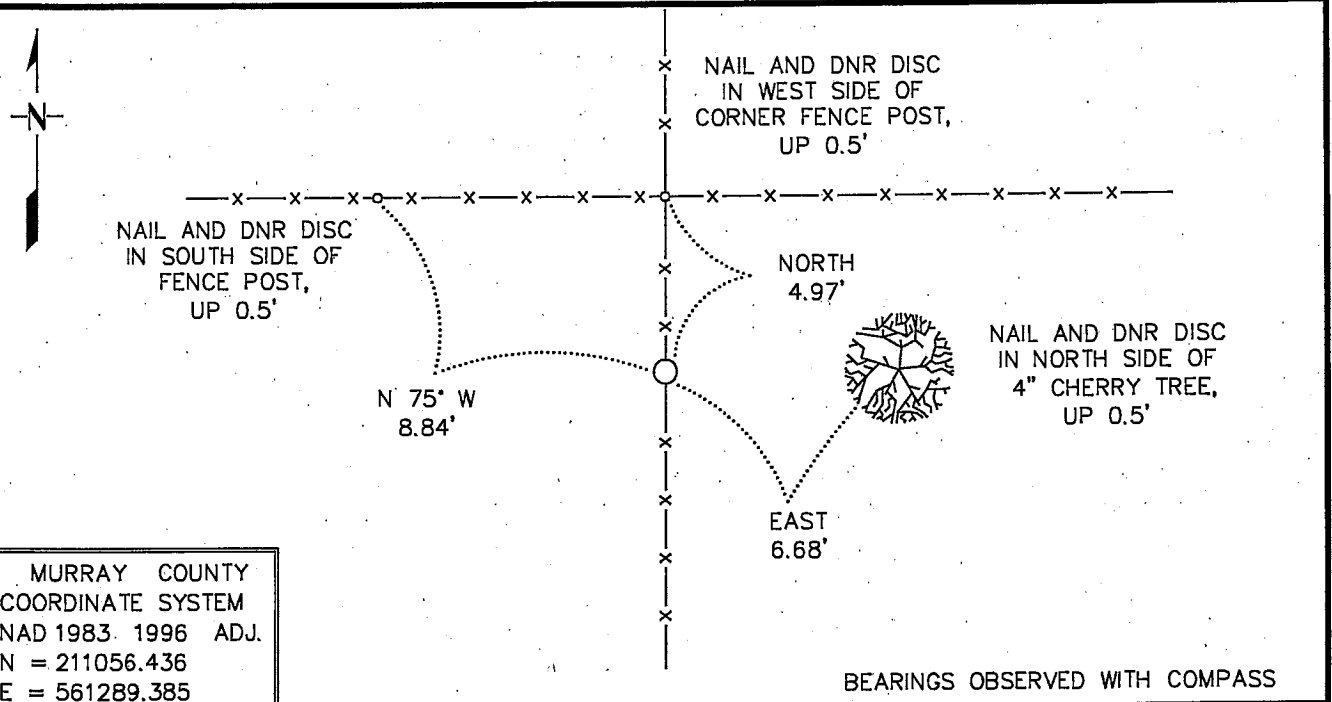 N
NAIL AND DNR DISC
IN WEST SIDE OF
CORNER FENCE POST,
UP 0.5'
NAIL AND DNR DISC
IN SOUTH SIDE OF
FENCE POST,
UP 0.5'
NORTH
4.97'
NAIL AND DNR DISC
IN NORTH SIDE OF
4" CHERRY TREE,
UP 0.5'
N 75° W
8.84'
EAST
6.68'
MURRAY COUNTY
COORDINATE SYSTEM
NAD 1983 1996 ADJ.
N = 211056.436
E = 561289.385
BEARINGS OBSERVED WITH COMPASS